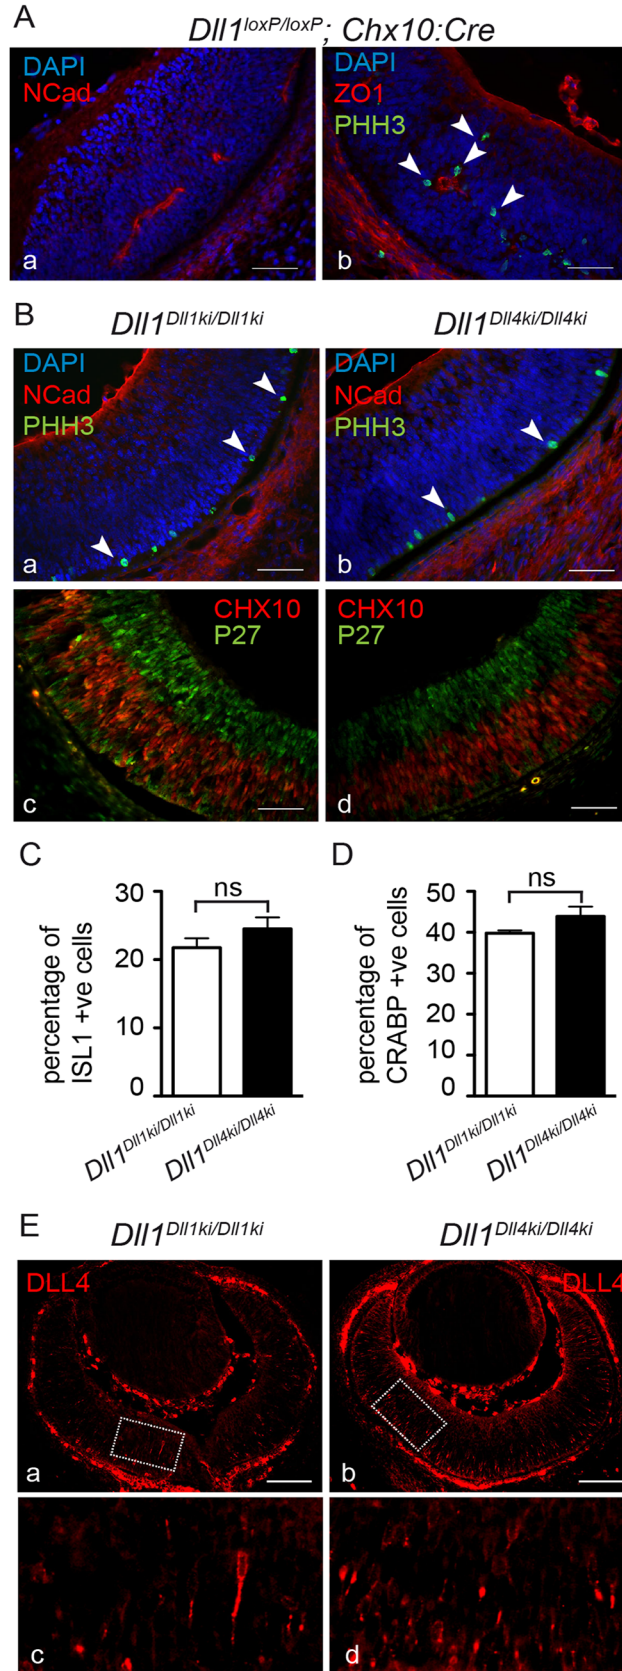 A
Dll1loxP/loxP; Chx10:Cre
DAPI
NCad
a
DAPI
ZO1
PHH3
b
B
Dll1Dll1ki/Dll1ki
Dll1Dll4ki/Dll4ki
DAPI
NCad
PHH3
a
DAPI
NCad
PHH3
b
CHX10
P27
c
CHX10
P27
d
C
percentage of
ISL1 +ve cells
30
20
10
0
ns
Dll1Dll1ki/Dll1ki
Dll1Dll4ki/Dll4ki
D
percentage of
CRABP +ve cells
50
40
30
20
10
0
ns
Dll1Dll1ki/Dll1ki
Dll1Dll4ki/Dll4ki
E
Dll1Dll1ki/Dll1ki
Dll1Dll4ki/Dll4ki
DLL4
a
DLL4
b
c
d